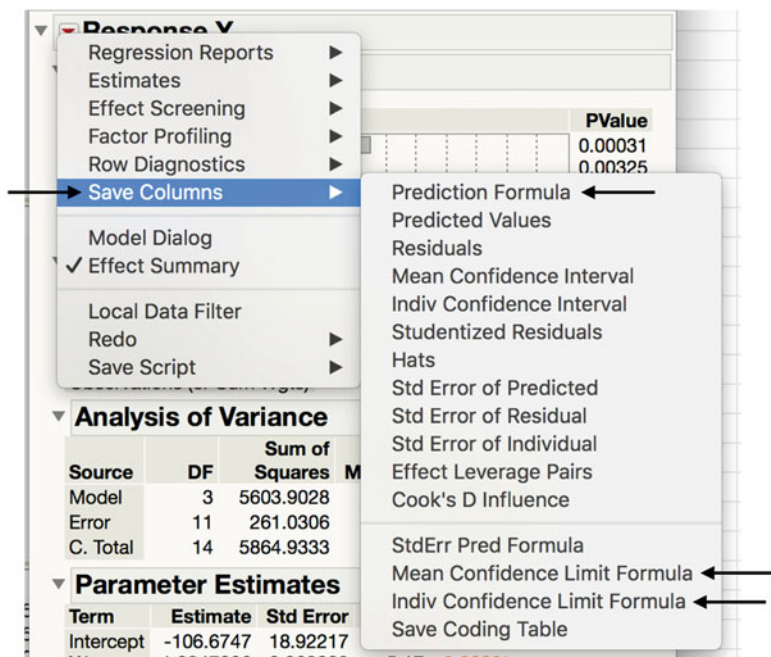 Response Y
Regression Reports
Estimates
Effect Screening
Factor Profiling
Row Diagnostics
Save Columns
Model Dialog
✓ Effect Summary
Local Data Filter
Redo
Save Script
PValue
0.00031
0.00325
Prediction Formula
Predicted Values
Residuals
Mean Confidence Interval
Indiv Confidence Interval
Studentized Residuals
Hats
Std Error of Predicted
Std Error of Residual
Std Error of Individual
Effect Leverage Pairs
Cook's D Influence
StdErr Pred Formula
Mean Confidence Limit Formula
Indiv Confidence Limit Formula
Save Coding Table
Analysis of Variance
Sum of
Source DF Squares M
Model 3 5603.9028
Error 11 261.0306
C. Total 14 5864.9333
Parameter Estimates
Term Estimate Std Error
Intercept -106.6747 18.92217